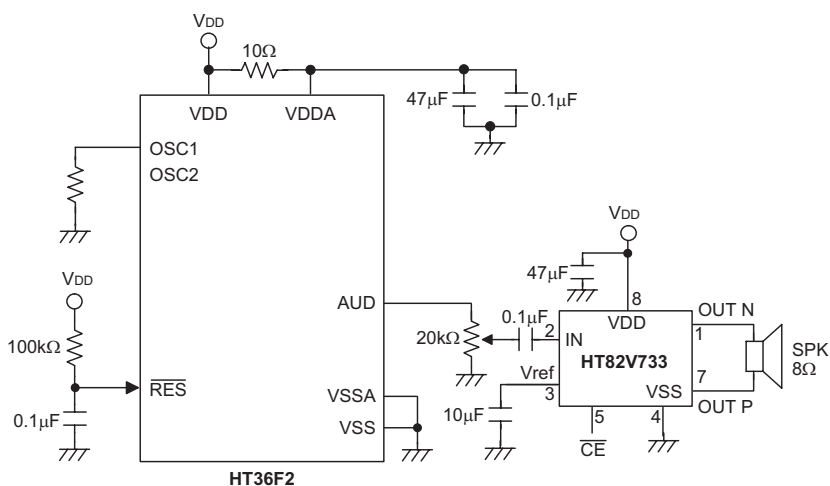 VDD
10Ω
VDD
VDDA
47µF
0.1µF
OSC1
OSC2
VDD
100kΩ
RES
0.1µF
AUD
VSSA
VSS
HT36F2
20kΩ
0.1µF
VDD
47µF
8
VDD
OUT N
1
2
IN
HT82V733
SPK
8Ω
Vref
3
10µF
VSS
7
OUT P
5
4
CE